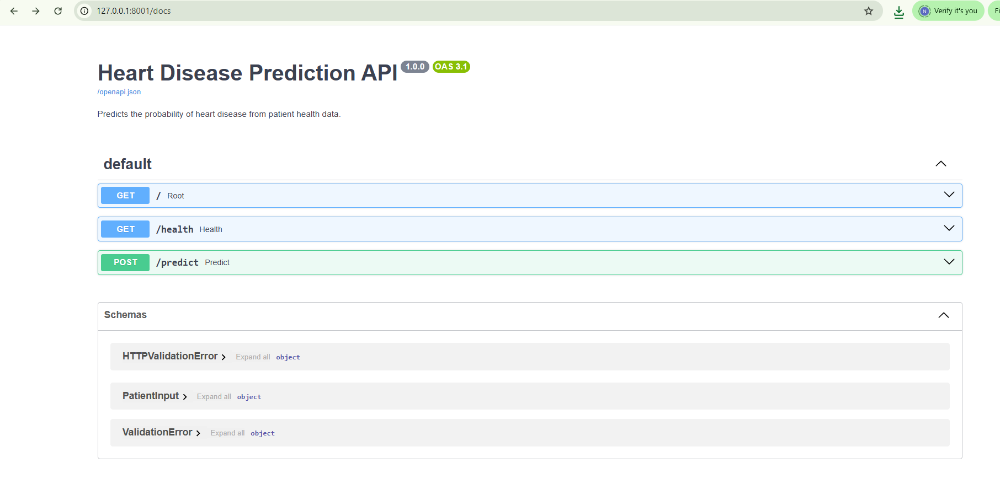 127.0.0.1:8001/docs
N Verify it's you
Fi
Heart Disease Prediction API 1.0.0 OAS 3.1
/openapi.json
Predicts the probability of heart disease from patient health data.
default
GET / Root
GET /health Health
POST /predict Predict
Schemas
HTTPValidationError Expand all object
PatientInput Expand all object
ValidationError Expand all object